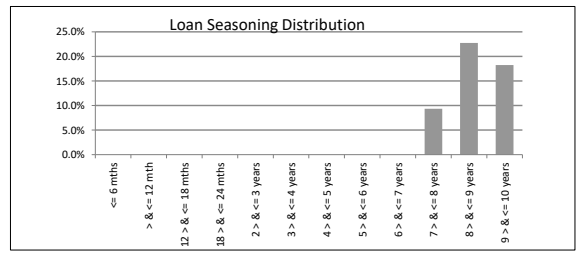 Loan Seasoning Distribution
25.0%
20.0%
15.0%
10.0%
5.0%
0.0%
<= 6 mths
> & <= 12 mth
12 > & <= 18 mths
18 > & <= 24 mths
2 > & <= 3 years
3 > & <= 4 years
4 > & <= 5 years
5 > & <= 6 years
6 > & <= 7 years
7 > & <= 8 years
8 > & <= 9 years
9 > & <= 10 years